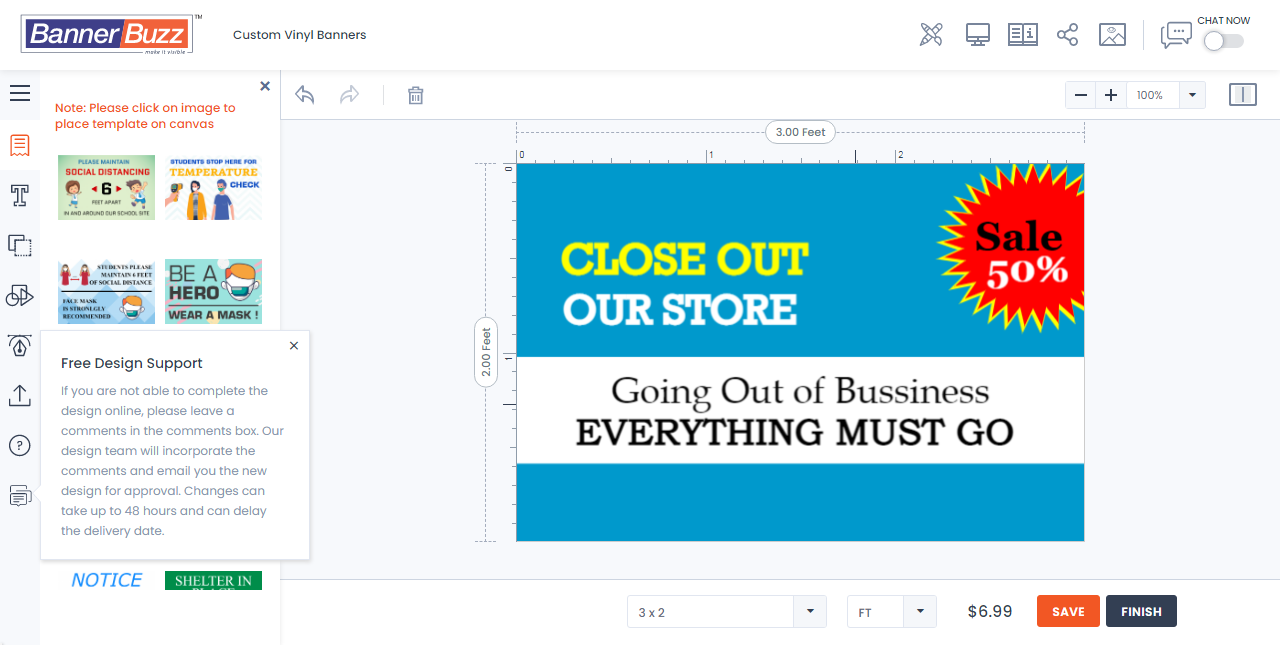 BannerBuzz™
make it visible
Custom Vinyl Banners
CHAT NOW
Note: Please click on image to
place template on canvas
100%
3.00 Feet
0
1
2
0
1
2.00 Feet
PLEASE MAINTAIN
SOCIAL DISTANCING
6
FEET APART
IN AND AROUND OUR SCHOOL SITE
STUDENTS STOP HERE FOR
TEMPERATURE
CHECK
STUDENTS PLEASE
MAINTAIN 6 FEET
OF SOCIAL DISTANCE
FACE MASK
IS STRONLGLY
RECOMMENDED
BE A
HERO
WEAR A MASK !
Free Design Support
If you are not able to complete the
design online, please leave a
comments in the comments box. Our
design team will incorporate the
comments and email you the new
design for approval. Changes can
take up to 48 hours and can delay
the delivery date.
NOTICE
SHELTER IN
PLACE
CLOSE OUT
OUR STORE
Sale
50%
Going Out of Bussiness
EVERYTHING MUST GO
3 x 2
FT
$6.99
SAVE
FINISH